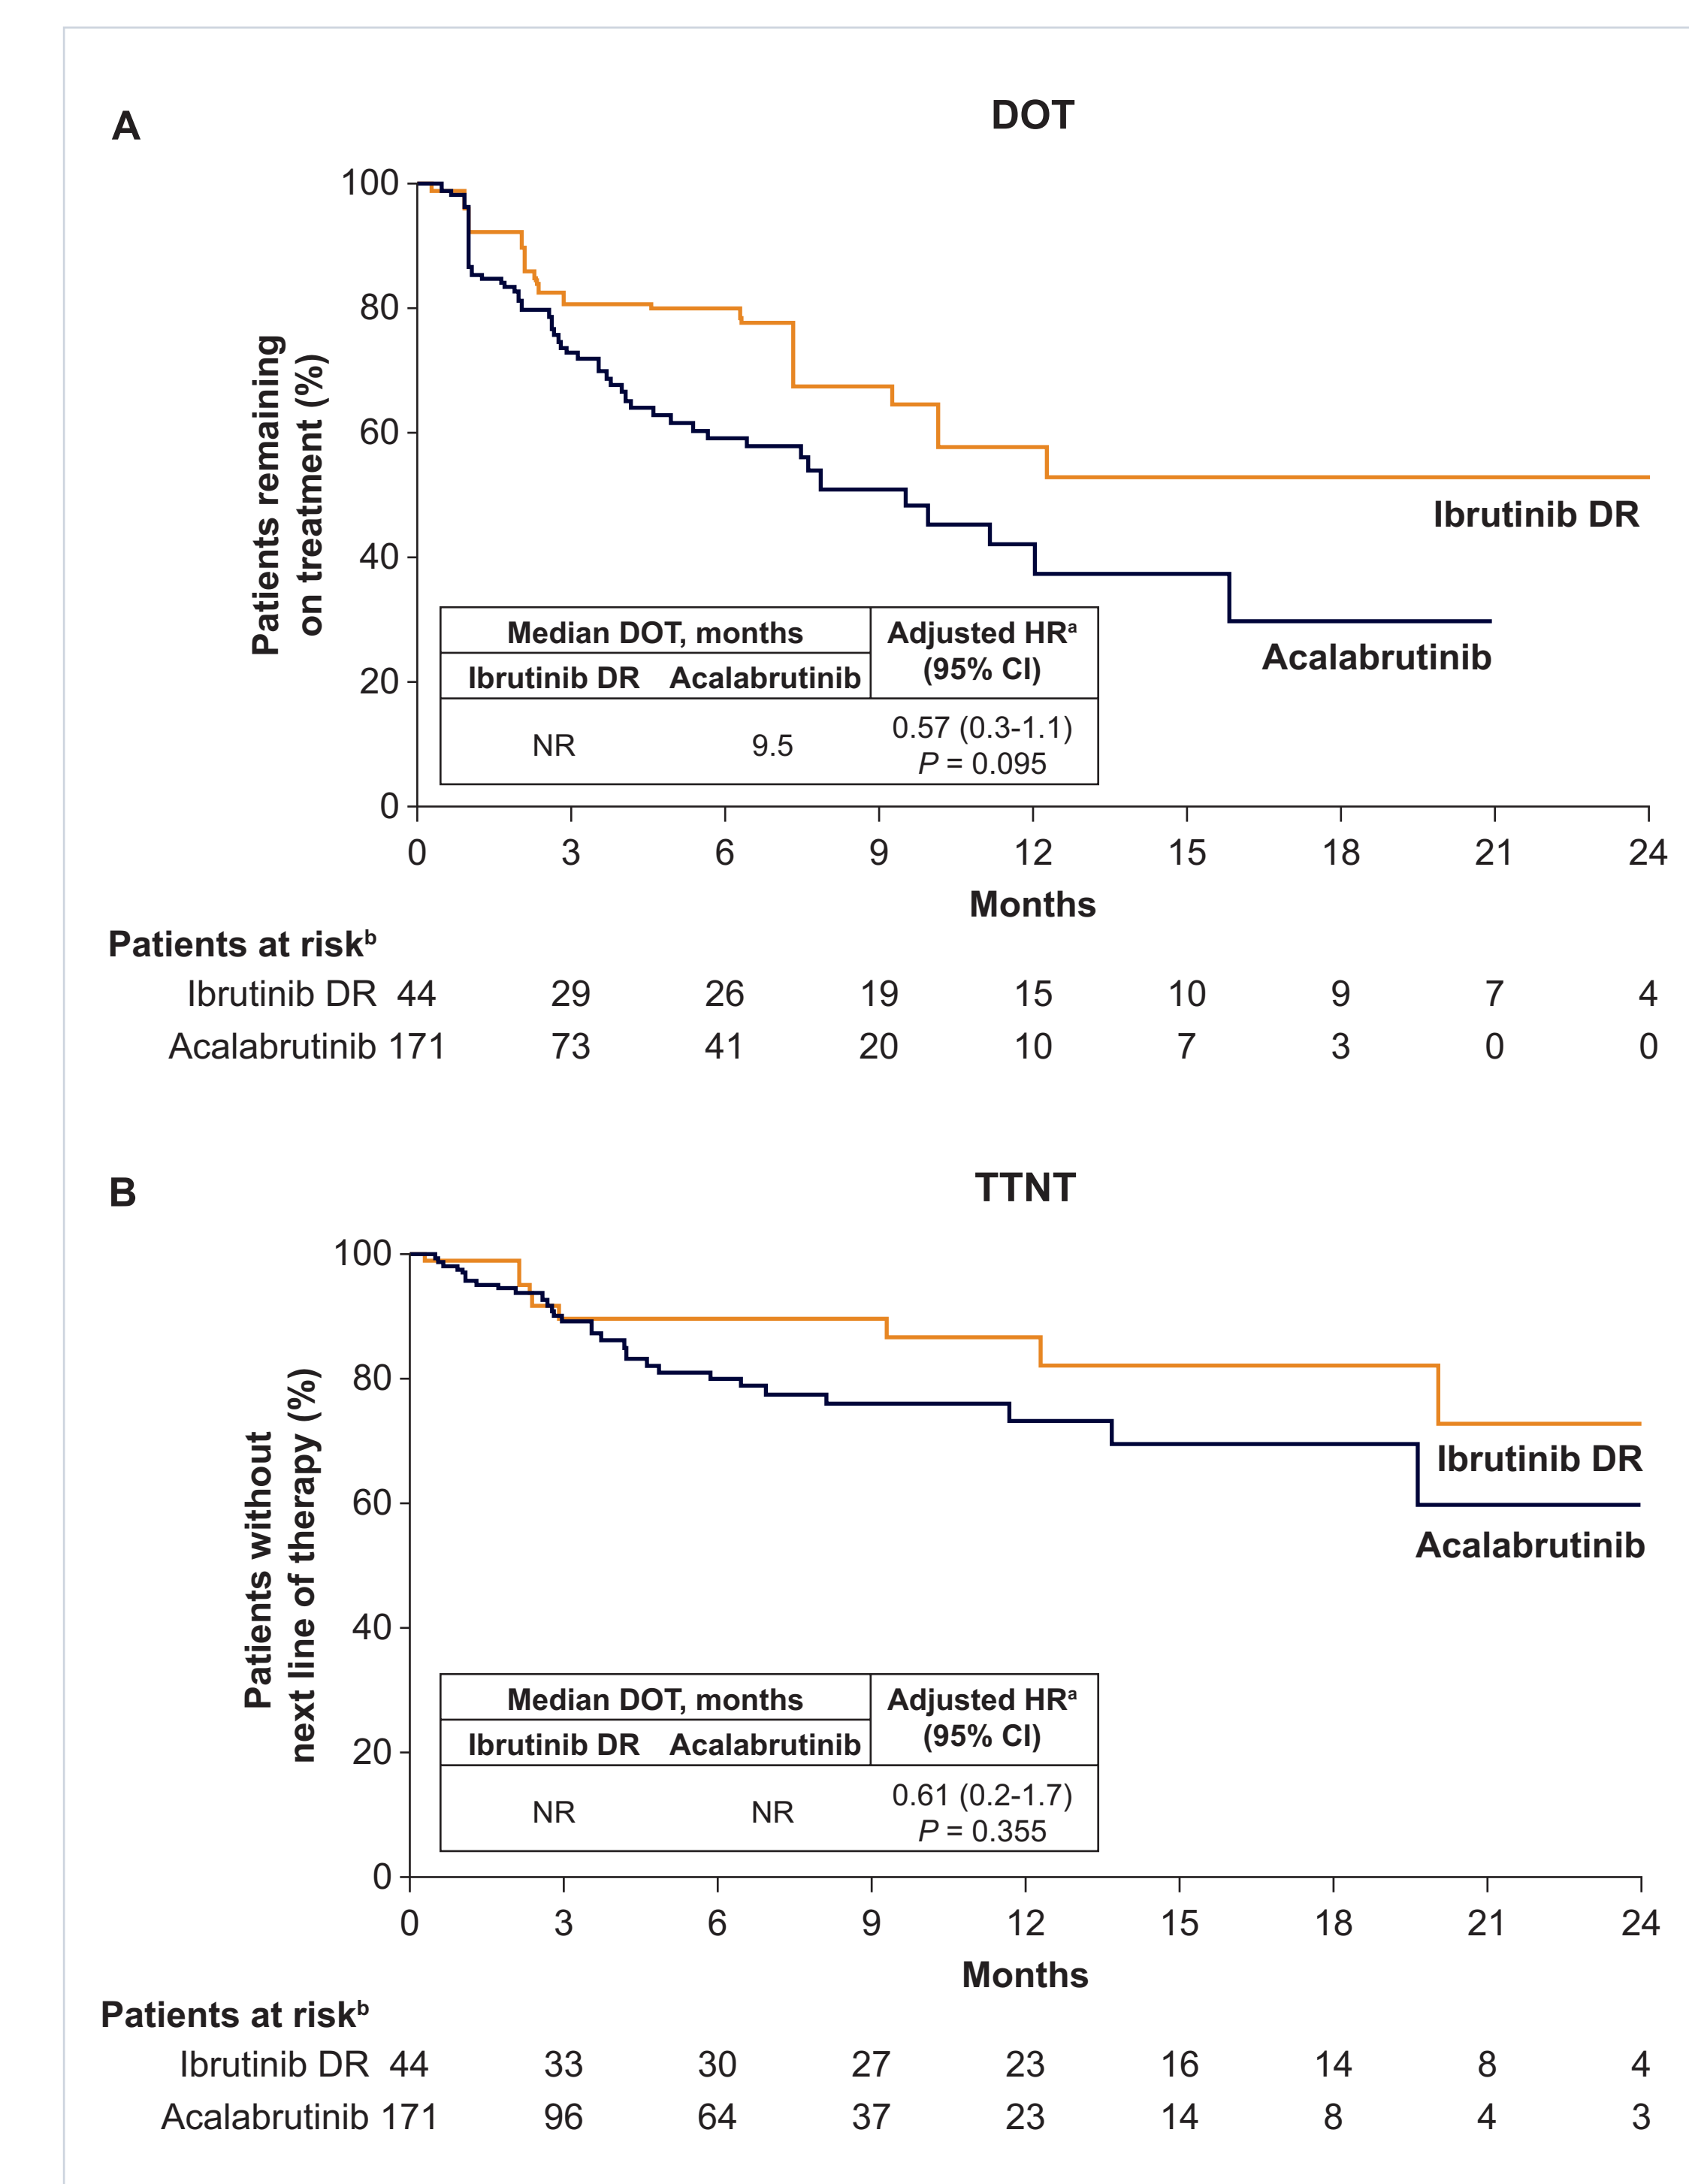 A
DOT
Patients remaining
on treatment (%)
100
80
60
40
20
0
Ibrutinib DR
Acalabrutinib
Median DOT, months
Adjusted HRᵃ
(95% CI)
Ibrutinib DR Acalabrutinib
NR 9.5
0.57 (0.3-1.1)
P = 0.095
0 3 6 9 12 15 18 21 24
Months
Patients at riskᵇ
Ibrutinib DR 44 29 26 19 15 10 9 7 4
Acalabrutinib 171 73 41 20 10 7 3 0 0
B
TTNT
Patients without
next line of therapy (%)
100
80
60
40
20
0
Ibrutinib DR
Acalabrutinib
Median DOT, months
Adjusted HRᵃ
(95% CI)
Ibrutinib DR Acalabrutinib
NR NR
0.61 (0.2-1.7)
P = 0.355
0 3 6 9 12 15 18 21 24
Months
Patients at riskᵇ
Ibrutinib DR 44 33 30 27 23 16 14 8 4
Acalabrutinib 171 96 64 37 23 14 8 4 3